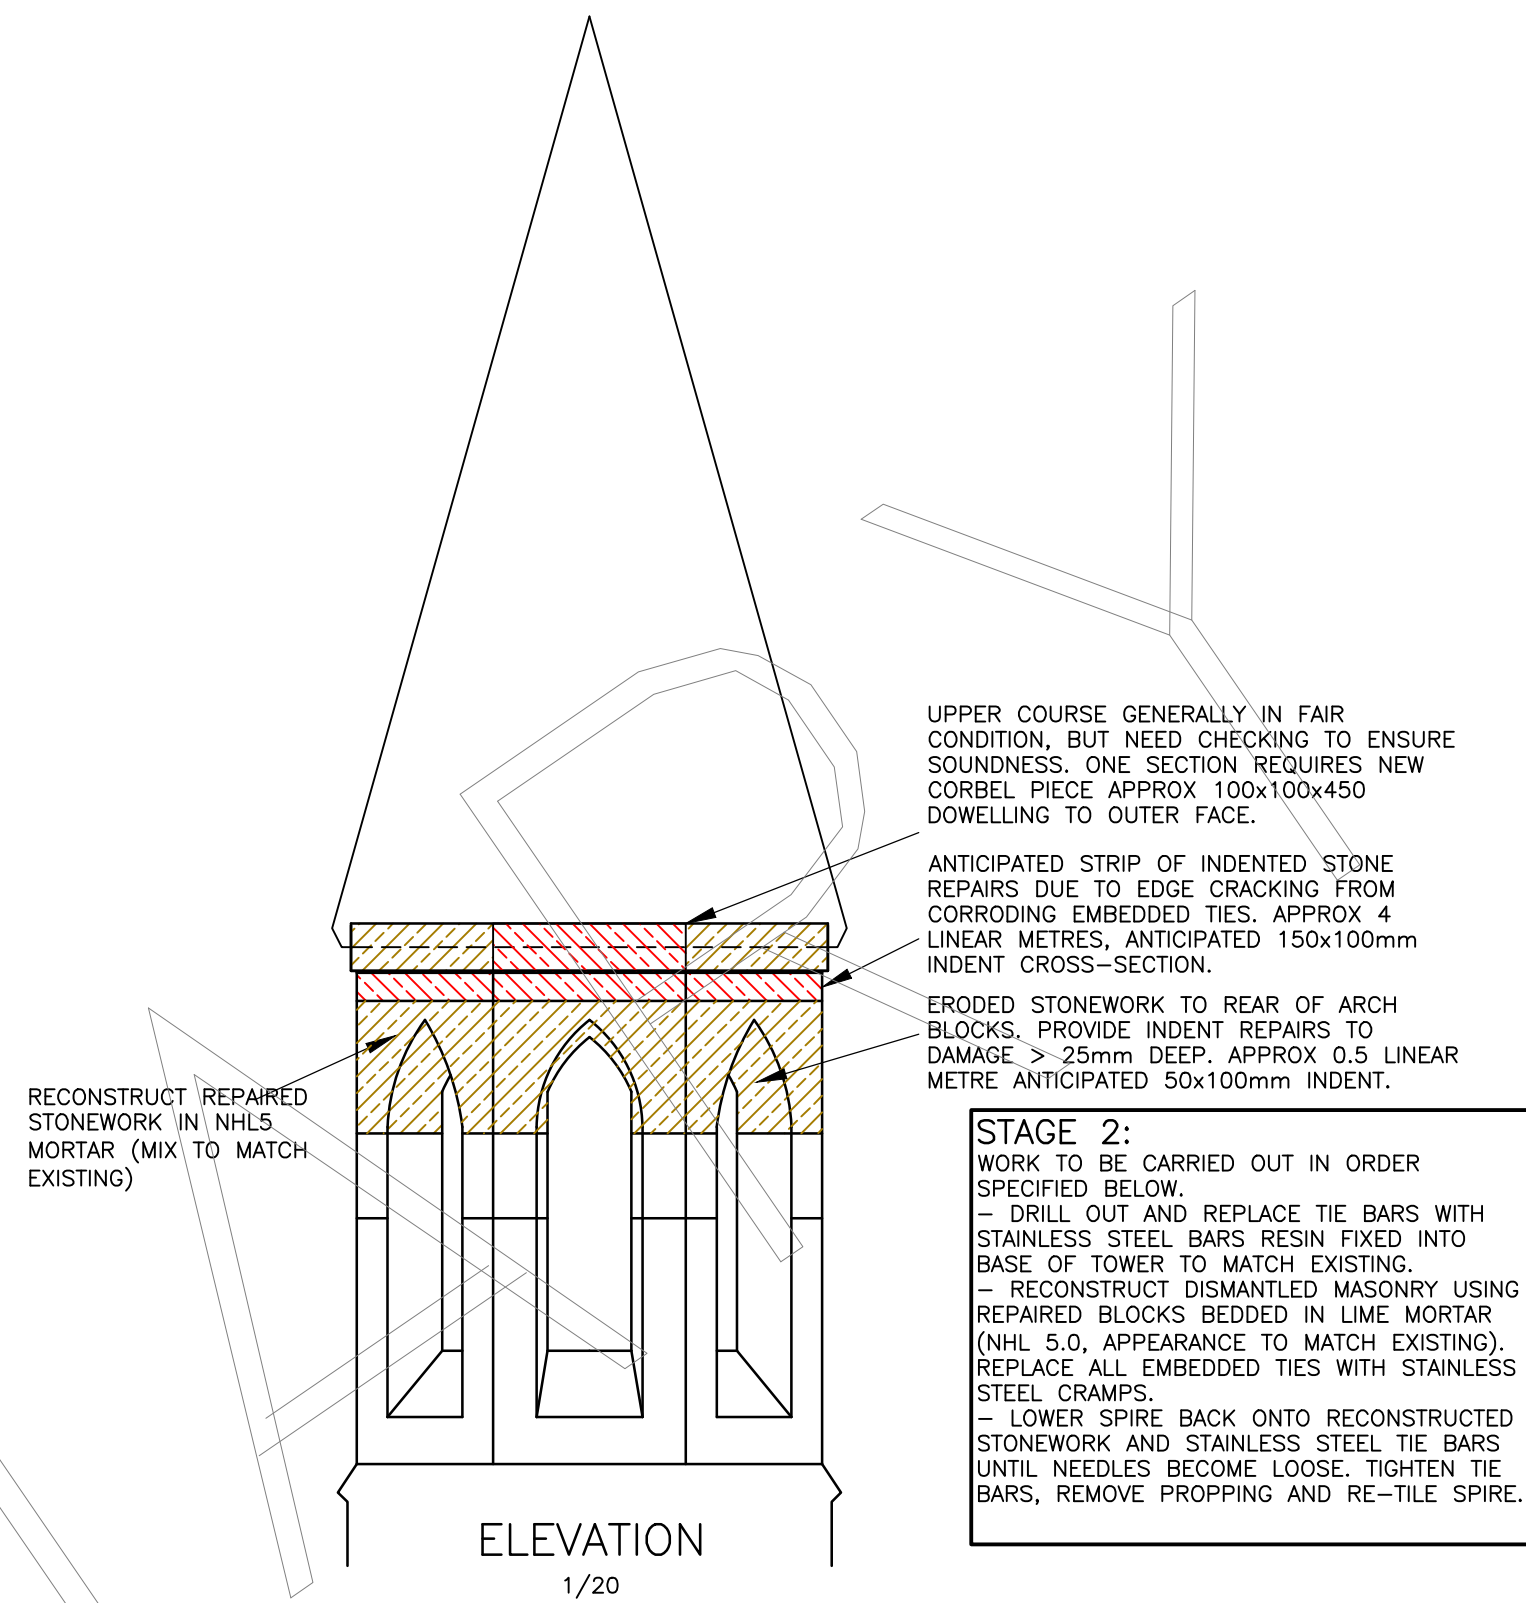 UPPER COURSE GENERALLY IN FAIR
CONDITION, BUT NEED CHECKING TO ENSURE
SOUNDNESS. ONE SECTION REQUIRES NEW
CORBEL PIECE APPROX 100x100x450
DOWELLING TO OUTER FACE.
ANTICIPATED STRIP OF INDENTED STONE
REPAIRS DUE TO EDGE CRACKING FROM
CORRODING EMBEDDED TIES. APPROX 4
LINEAR METRES, ANTICIPATED 150x100mm
INDENT CROSS-SECTION.
ERODED STONEWORK TO REAR OF ARCH
BLOCKS. PROVIDE INDENT REPAIRS TO
DAMAGE > 25mm DEEP. APPROX 0.5 LINEAR
METRE ANTICIPATED 50x100mm INDENT.
RECONSTRUCT REPAIRED
STONEWORK IN NHL5
MORTAR (MIX TO MATCH
EXISTING)
STAGE 2:
WORK TO BE CARRIED OUT IN ORDER
SPECIFIED BELOW.
- DRILL OUT AND REPLACE TIE BARS WITH
STAINLESS STEEL BARS RESIN FIXED INTO
BASE OF TOWER TO MATCH EXISTING.
- RECONSTRUCT DISMANTLED MASONRY USING
REPAIRED BLOCKS BEDDED IN LIME MORTAR
(NHL 5.0, APPEARANCE TO MATCH EXISTING).
REPLACE ALL EMBEDDED TIES WITH STAINLESS
STEEL CRAMPS.
- LOWER SPIRE BACK ONTO RECONSTRUCTED
STONEWORK AND STAINLESS STEEL TIE BARS
UNTIL NEEDLES BECOME LOOSE. TIGHTEN TIE
BARS, REMOVE PROPPING AND RE-TILE SPIRE.
ELEVATION
1/20